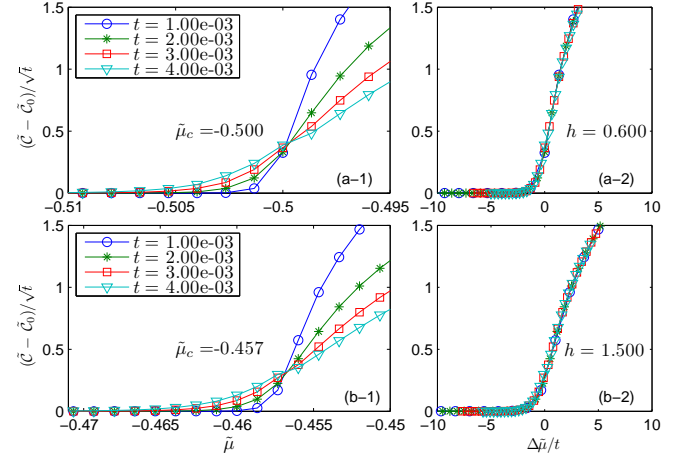 1.5
1
0.5
0
(C̃ − C̃₀)/√t
t = 1.00e-03
t = 2.00e-03
t = 3.00e-03
t = 4.00e-03
μ̃c =-0.500
(a−1)
−0.51 −0.505 −0.5 −0.495
1.5
1
0.5
0
h = 0.600
(a−2)
−10 −5 0 5 10
1.5
1
0.5
0
(C̃ − C̃₀)/√t
t = 1.00e-03
t = 2.00e-03
t = 3.00e-03
t = 4.00e-03
μ̃c =-0.457
(b−1)
−0.47 −0.465 −0.46 −0.455 −0.45
μ̃
1.5
1
0.5
0
h = 1.500
(b−2)
−10 −5 0 5 10
Δμ̃/t